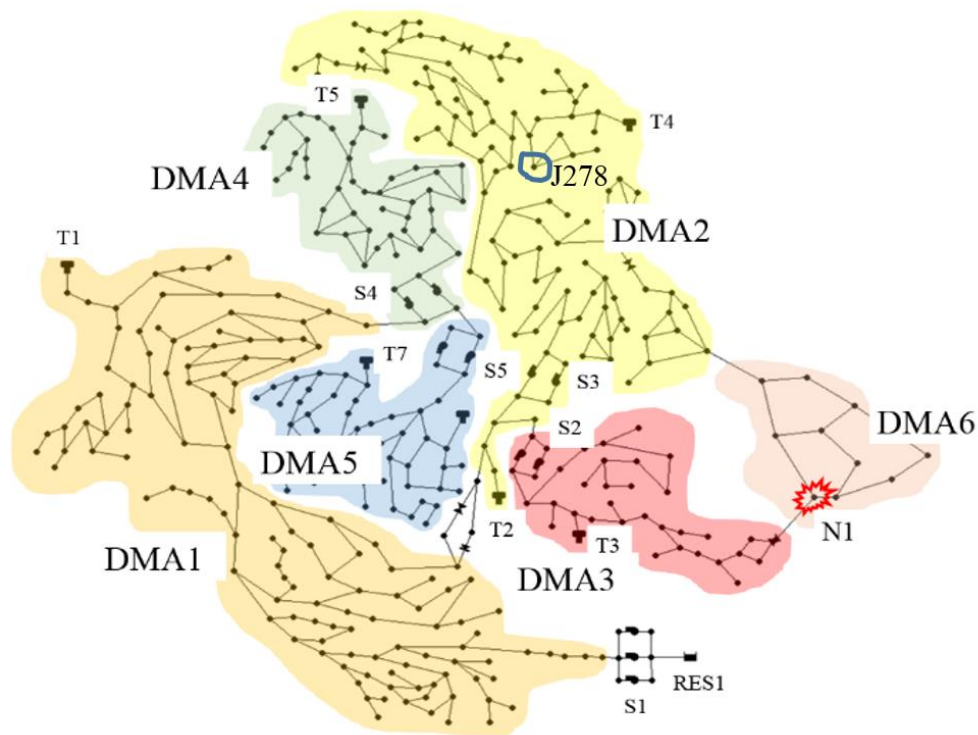 T5
T4
DMA4
J278
DMA2
T1
S4
T7
S5
S3
S2
DMA6
DMA5
T2
N1
T3
DMA1
DMA3
S1
RES1